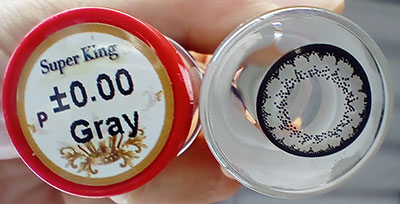 Super King
±0.00
P
Gray